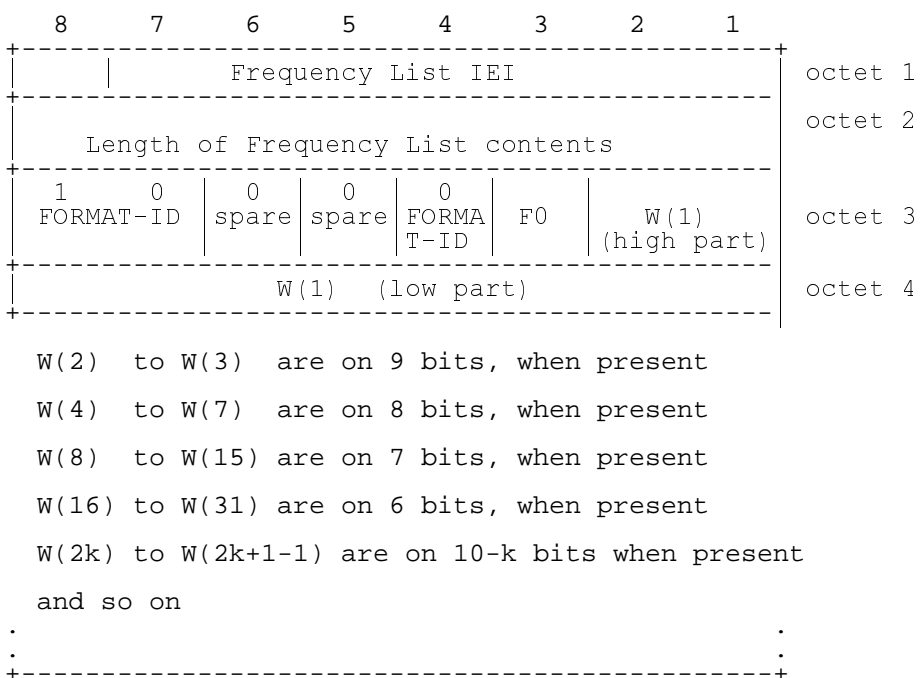 8 7 6 5 4 3 2 1
+-----------------------------------------------+
| | Frequency List IEI | octet 1
+-----------------------------------------------
octet 2
Length of Frequency List contents
+-----------------------------------------------
1 0 | 0 | 0 | 0
FORMAT-ID |spare|spare|FORMA| F0 | W(1) octet 3
T-ID | (high part)
+-----------------------------------------------
| W(1) (low part) | octet 4
+-----------------------------------------------
W(2) to W(3) are on 9 bits, when present
W(4) to W(7) are on 8 bits, when present
W(8) to W(15) are on 7 bits, when present
W(16) to W(31) are on 6 bits, when present
W(2k) to W(2k+1-1) are on 10-k bits when present
and so on
. .
. .
+-----------------------------------------------+